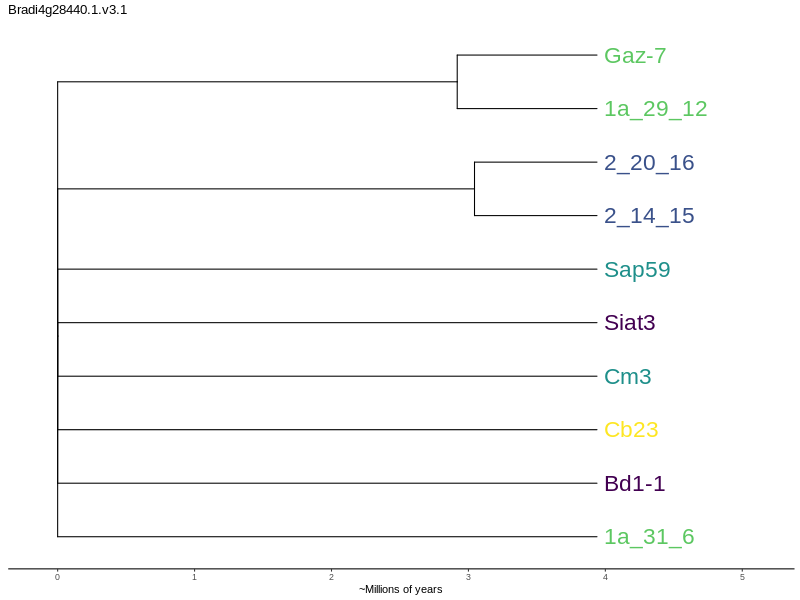 Bradi4g28440.1.v3.1
Gaz-7
1a_29_12
2_20_16
2_14_15
Sap59
Siat3
Cm3
Cb23
Bd1-1
1a_31_6
0 1 2 3 4 5
~Millions of years